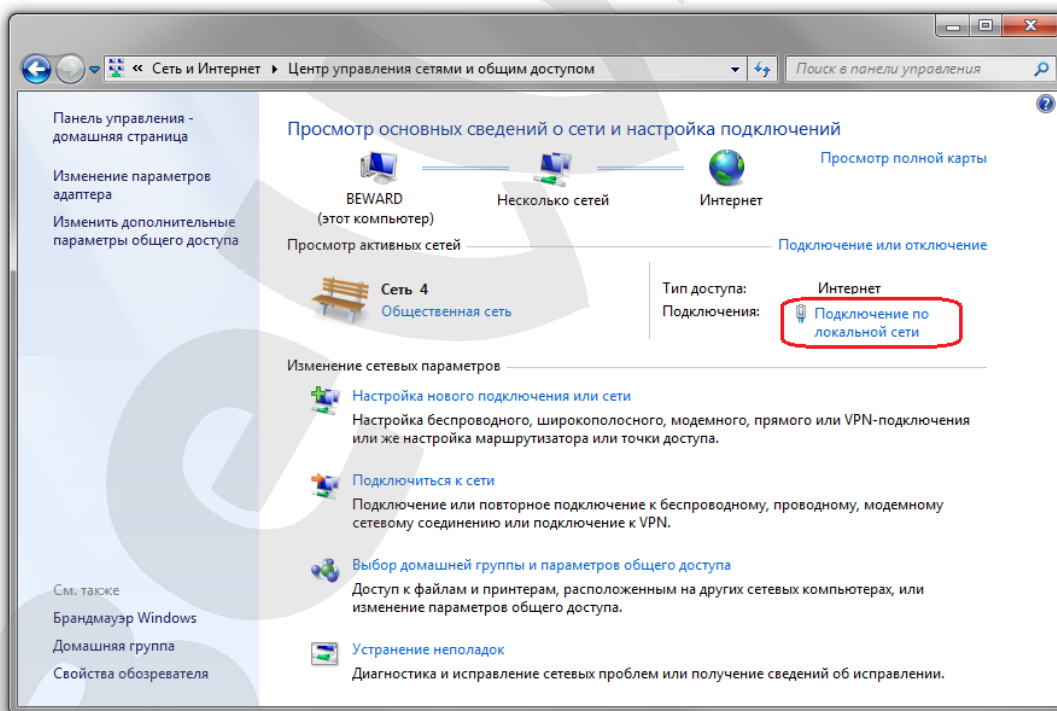 « Сеть и Интернет ▸ Центр управления сетями и общим доступом
Поиск в панели управления
Панель управления -
домашняя страница
Изменение параметров
адаптера
Изменить дополнительные
параметры общего доступа
См. также
Брандмауэр Windows
Домашняя группа
Свойства обозревателя
Просмотр основных сведений о сети и настройка подключений
Просмотр полной карты
BEWARD
(этот компьютер)
Несколько сетей
Интернет
Просмотр активных сетей
Подключение или отключение
Сеть 4
Общественная сеть
Тип доступа: Интернет
Подключения: Подключение по
локальной сети
Изменение сетевых параметров
Настройка нового подключения или сети
Настройка беспроводного, широкополосного, модемного, прямого или VPN-подключения
или же настройка маршрутизатора или точки доступа.
Подключиться к сети
Подключение или повторное подключение к беспроводному, проводному, модемному
сетевому соединению или подключение к VPN.
Выбор домашней группы и параметров общего доступа
Доступ к файлам и принтерам, расположенным на других сетевых компьютерах, или
изменение параметров общего доступа.
Устранение неполадок
Диагностика и исправление сетевых проблем или получение сведений об исправлении.